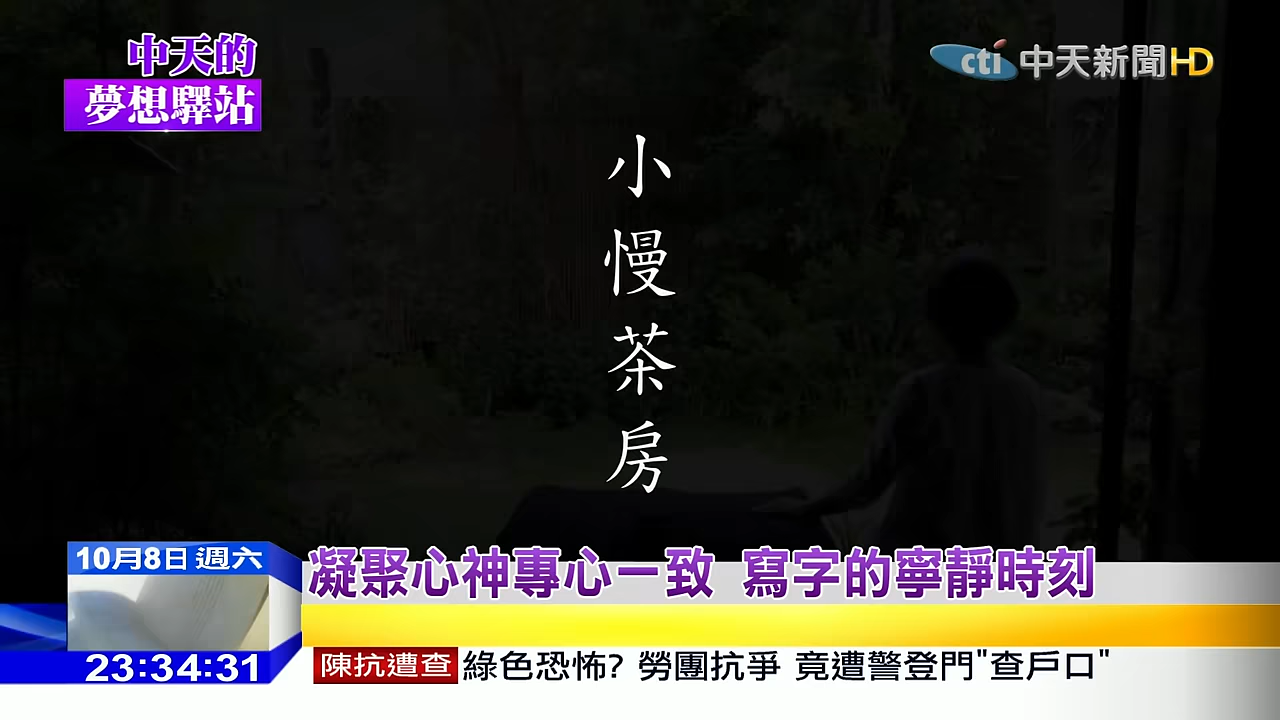 中天的
夢想驛站
cti 中天新聞HD
小慢茶房
10月8日 週六
凝聚心神專心一致 寫字的寧靜時刻
23:34:31
陳抗遭查 綠色恐怖? 勞團抗爭 竟遭警登門"查戶口"